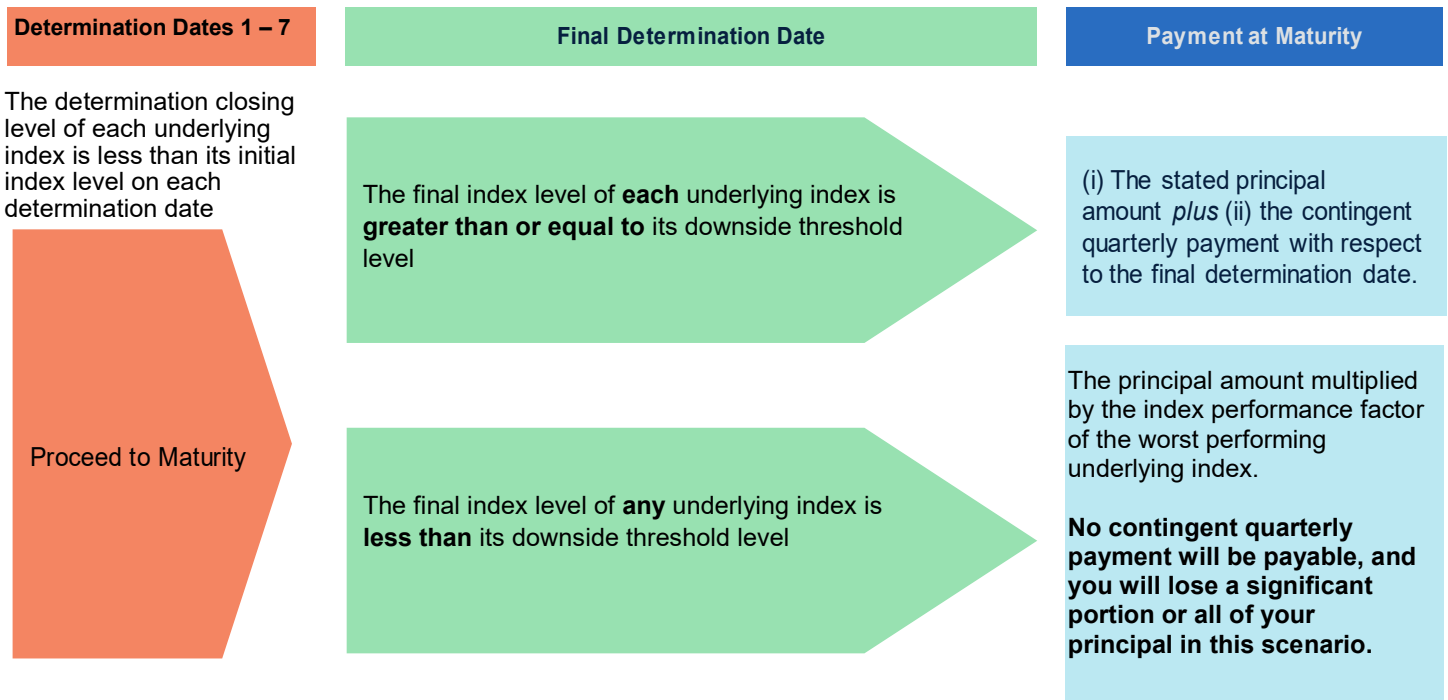 Determination Dates 1 – 7
Final Determination Date
Payment at Maturity
The determination closing
level of each underlying
index is less than its initial
index level on each
determination date
Proceed to Maturity
The final index level of each underlying index is
greater than or equal to its downside threshold
level
(i) The stated principal
amount plus (ii) the contingent
quarterly payment with respect
to the final determination date.
The final index level of any underlying index is
less than its downside threshold level
The principal amount multiplied
by the index performance factor
of the worst performing
underlying index.
No contingent quarterly
payment will be payable, and
you will lose a significant
portion or all of your
principal in this scenario.